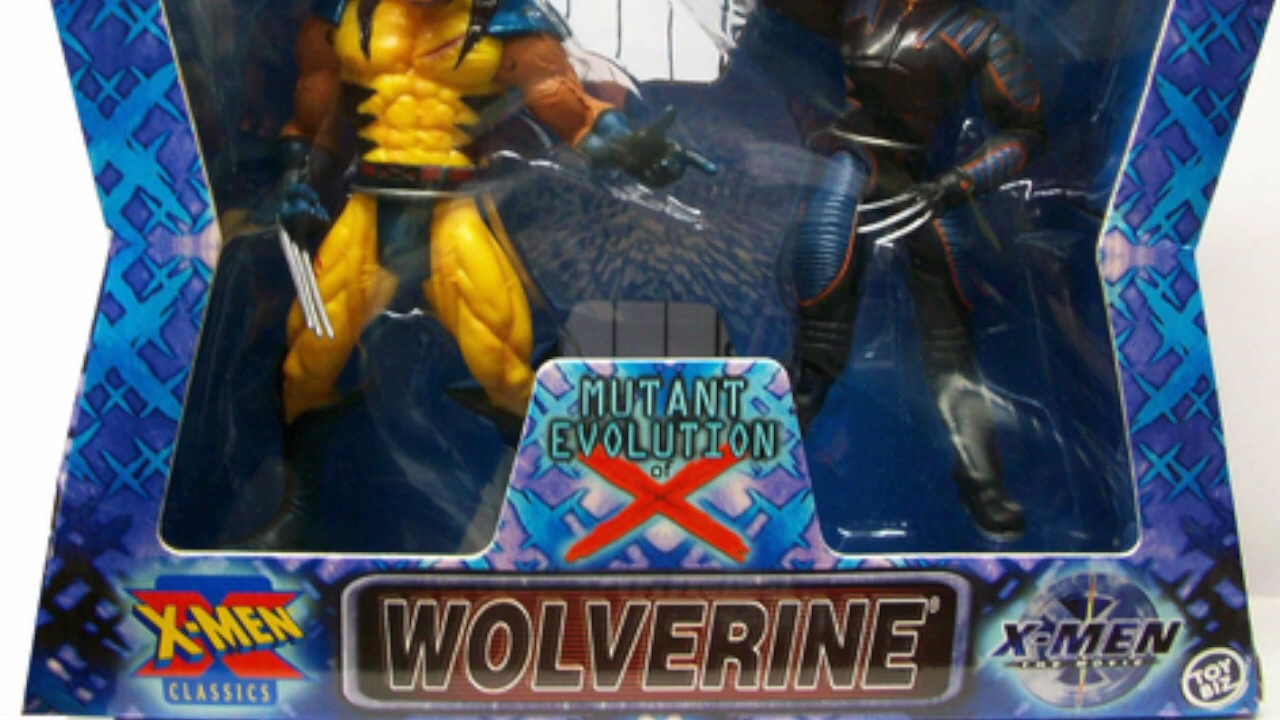 MUTANT
EVOLUTION
of
X
X-MEN
CLASSICS
WOLVERINE®
X-MEN
THE MOVIE
TOY
BIZ